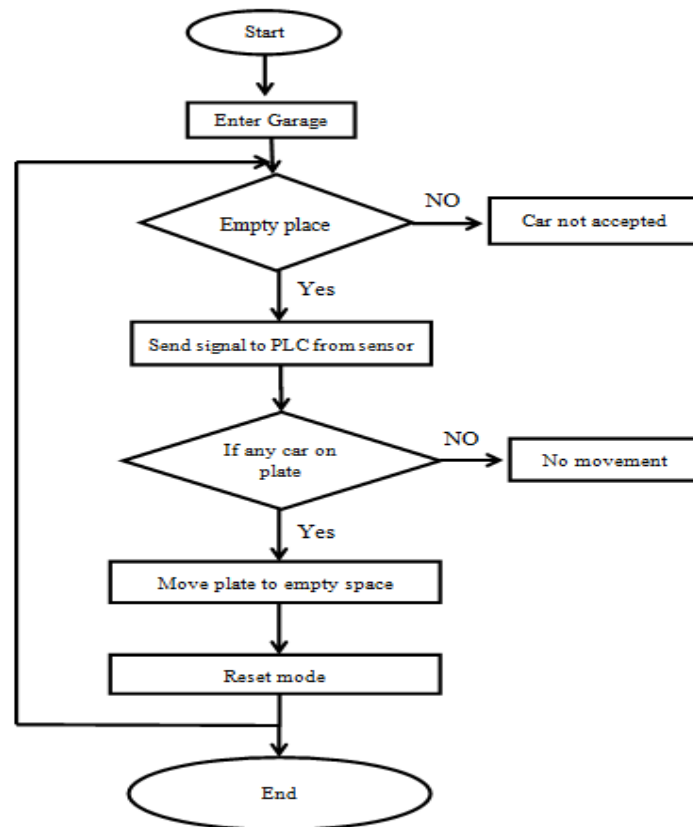 Start
Enter Garage
Empty place
NO
Car not accepted
Yes
Send signal to PLC from sensor
If any car on
plate
NO
No movement
Yes
Move plate to empty space
Reset mode
End